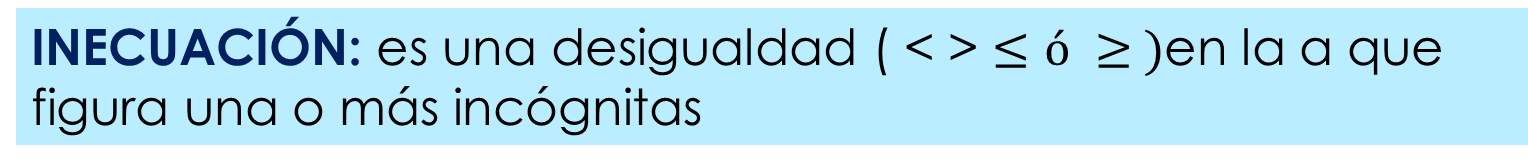 INECUACIÓN: es una desigualdad ( < > ≤ ó ≥ )en la a que
figura una o más incógnitas